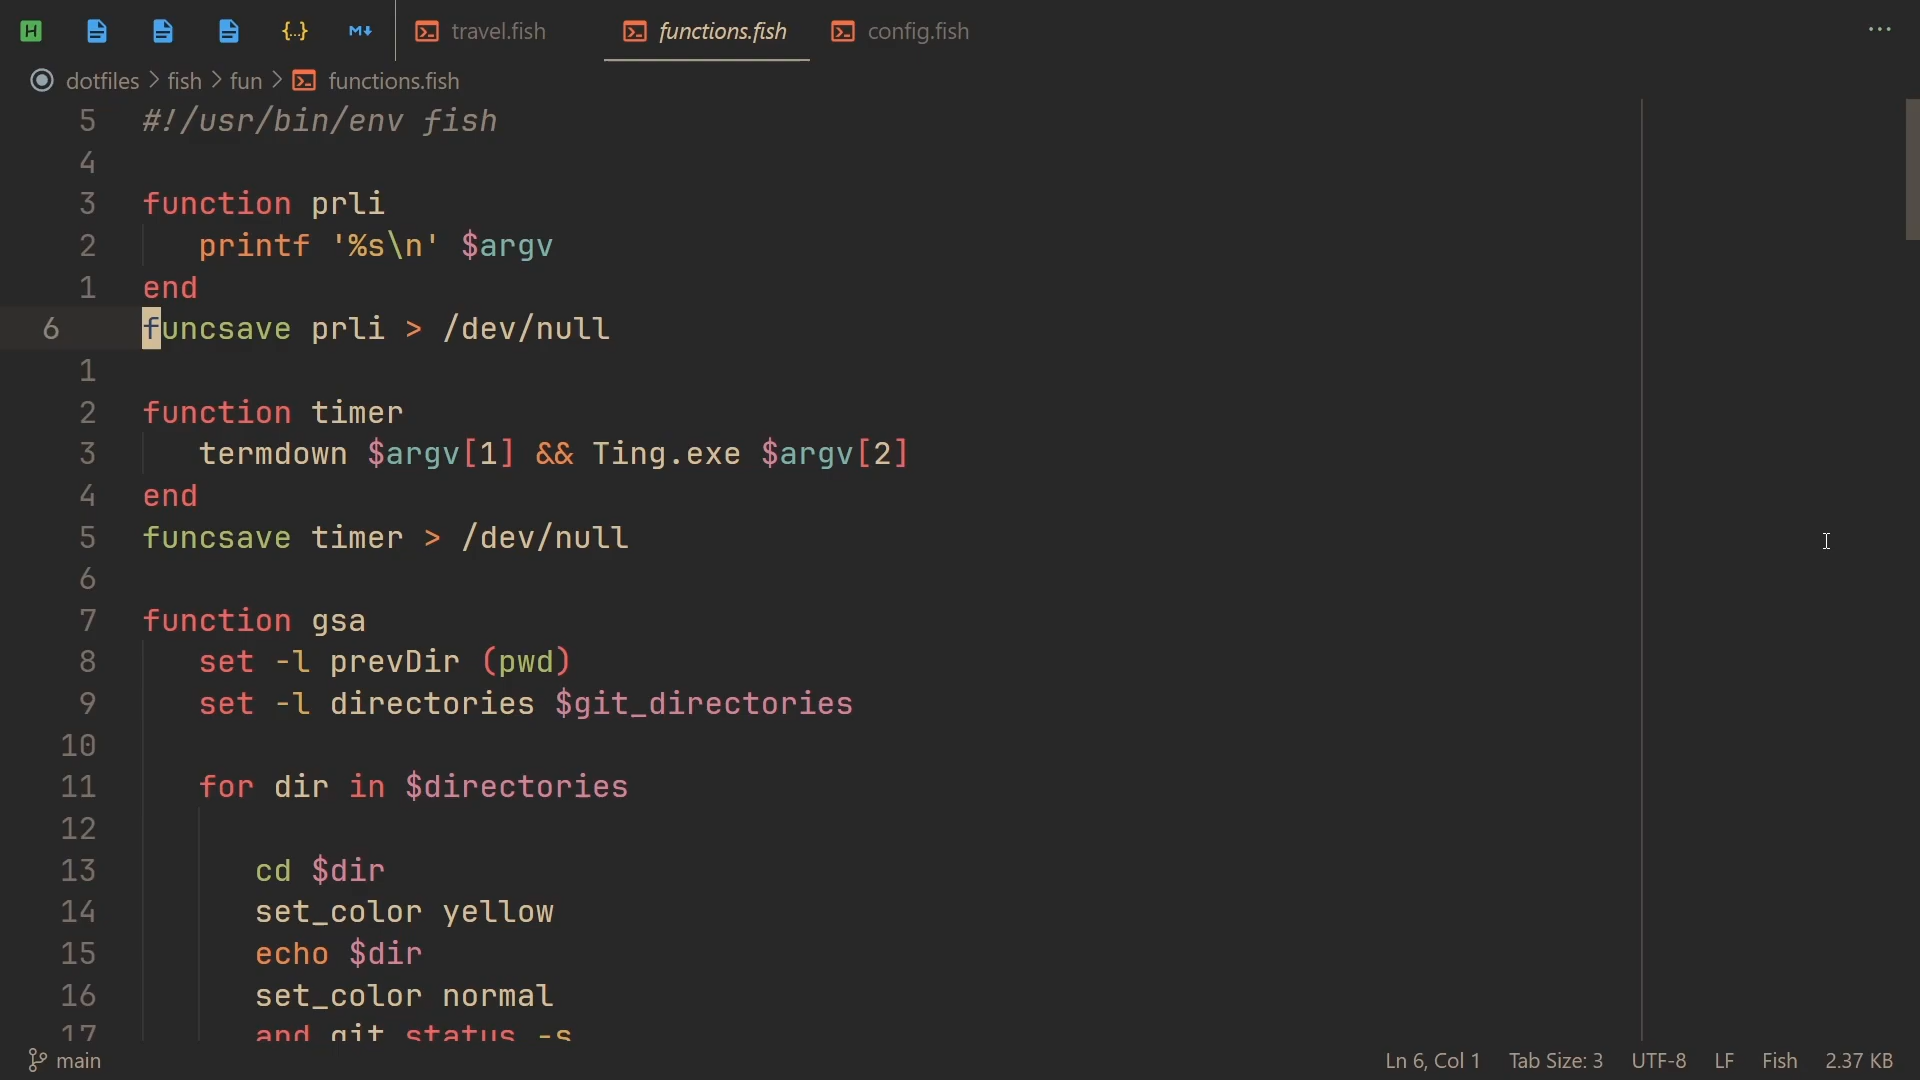 H {..} M↓ travel.fish functions.fish config.fish ...
dotfiles > fish > fun > functions.fish
5 #!/usr/bin/env fish
4
3 function prli
2 printf '%s\n' $argv
1 end
6 funcsave prli > /dev/null
1
2 function timer
3 termdown $argv[1] && Ting.exe $argv[2]
4 end
5 funcsave timer > /dev/null
6
7 function gsa
8 set -l prevDir (pwd)
9 set -l directories $git_directories
10
11 for dir in $directories
12
13 cd $dir
14 set_color yellow
15 echo $dir
16 set_color normal
17 and git status -s
main Ln 6, Col 1 Tab Size: 3 UTF-8 LF Fish 2.37 KB